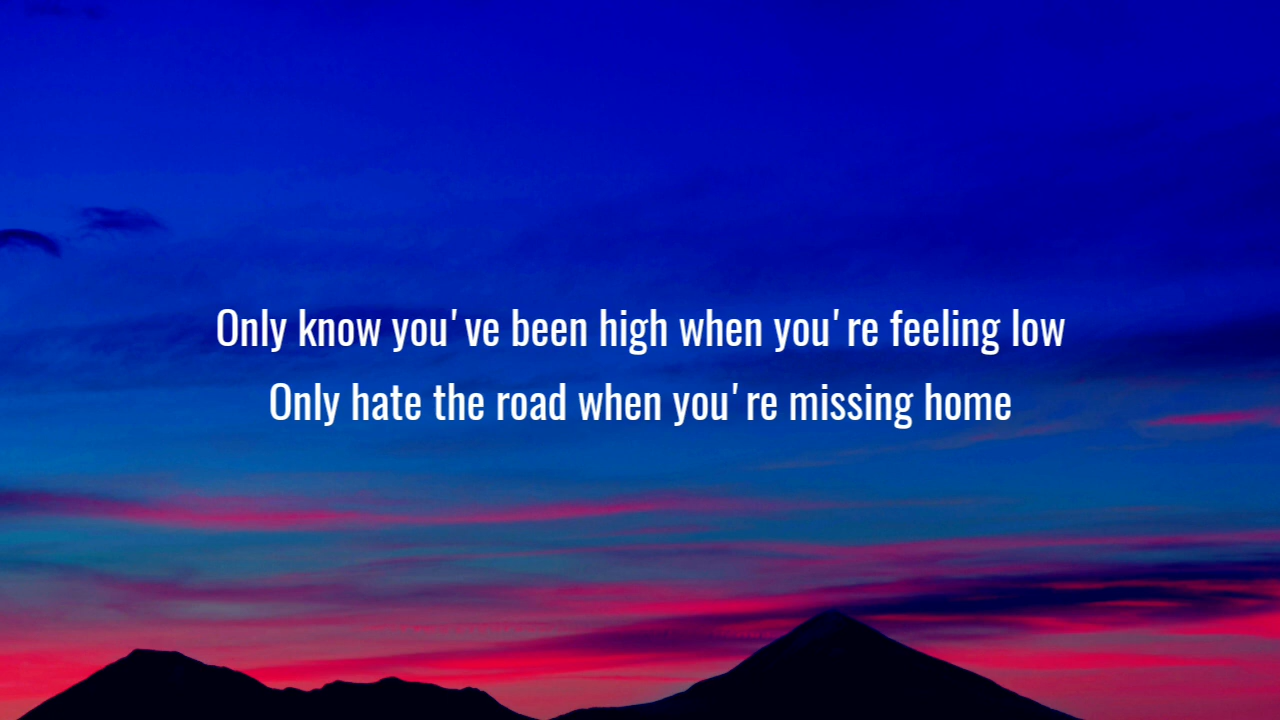 Only know you've been high when you're feeling low
Only hate the road when you're missing home